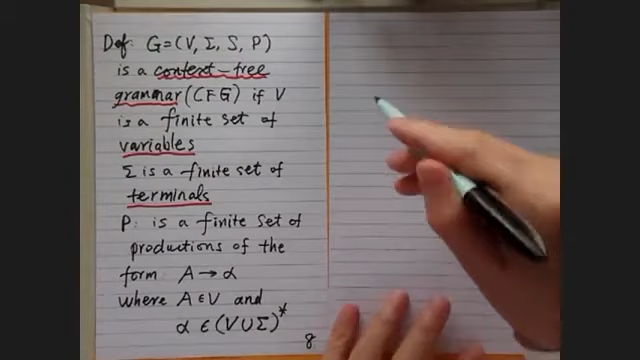 Def: G=(V, Σ, S, P)
is a context-free
grammar (CFG) if V
is a finite set of
variables
Σ is a finite set of
terminals
P: is a finite set of
productions of the
form A → α
where A ∈ V and
α ∈ (V ∪ Σ)*
8